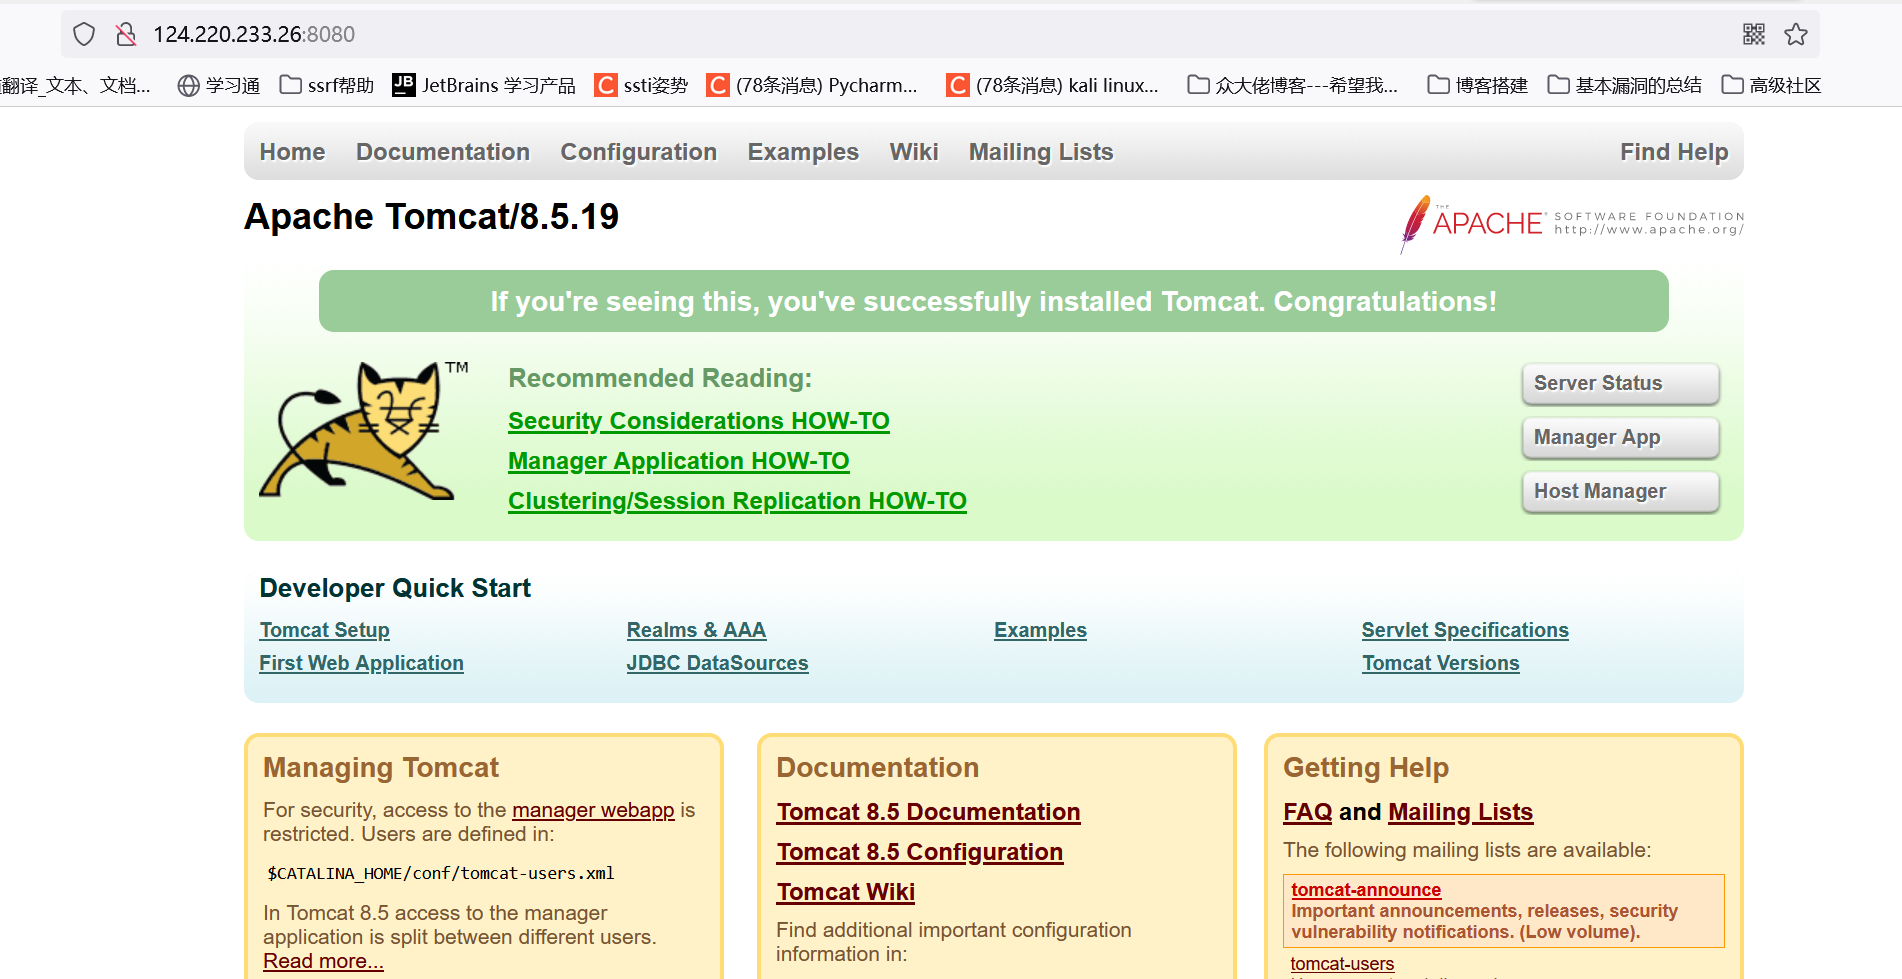 124.220.233.26:8080
翻译_文本、文档... 学习通 ssrf帮助 JetBrains 学习产品 ssti姿势 (78条消息) Pycharm... (78条消息) kali linux... 众大佬博客---希望我... 博客搭建 基本漏洞的总结 高级社区
Home Documentation Configuration Examples Wiki Mailing Lists Find Help
Apache Tomcat/8.5.19
THE APACHE® SOFTWARE FOUNDATION
http://www.apache.org/
If you're seeing this, you've successfully installed Tomcat. Congratulations!
TM
Recommended Reading:
Security Considerations HOW-TO
Manager Application HOW-TO
Clustering/Session Replication HOW-TO
Server Status
Manager App
Host Manager
Developer Quick Start
Tomcat Setup
First Web Application
Realms & AAA
JDBC DataSources
Examples
Servlet Specifications
Tomcat Versions
Managing Tomcat
For security, access to the manager webapp is
restricted. Users are defined in:
$CATALINA_HOME/conf/tomcat-users.xml
In Tomcat 8.5 access to the manager
application is split between different users.
Read more...
Documentation
Tomcat 8.5 Documentation
Tomcat 8.5 Configuration
Tomcat Wiki
Find additional important configuration
information in:
Getting Help
FAQ and Mailing Lists
The following mailing lists are available:
tomcat-announce
Important announcements, releases, security
vulnerability notifications. (Low volume).
tomcat-users